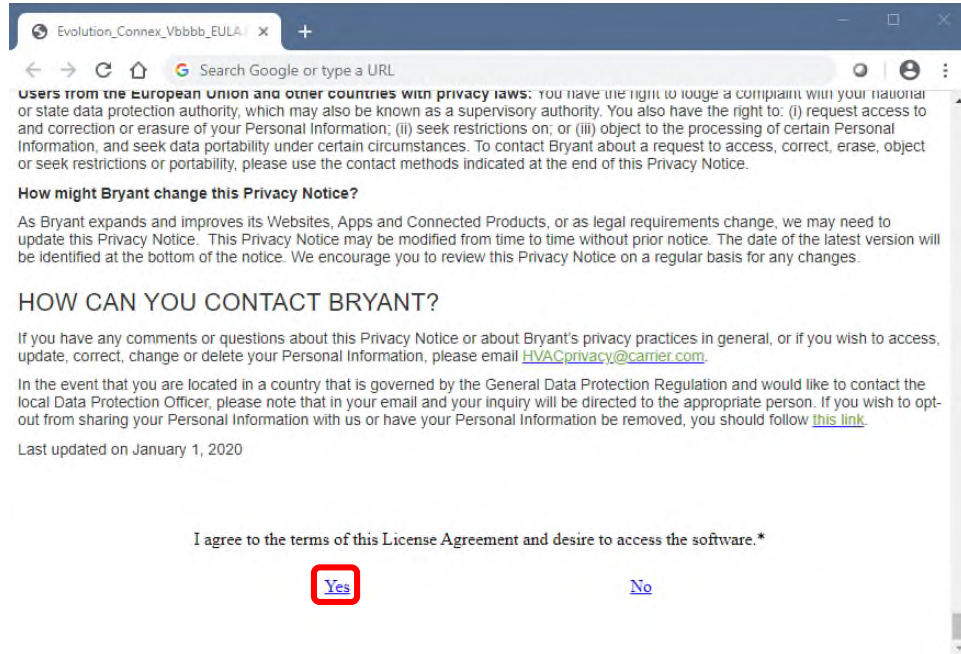 Evolution_Connex_Vbbbb_EULA
Search Google or type a URL
Users from the European Union and other countries with privacy laws: You have the right to lodge a complaint with your national
or state data protection authority, which may also be known as a supervisory authority. You also have the right to: (i) request access to
and correction or erasure of your Personal Information; (ii) seek restrictions on; or (iii) object to the processing of certain Personal
Information, and seek data portability under certain circumstances. To contact Bryant about a request to access, correct, erase, object
or seek restrictions or portability, please use the contact methods indicated at the end of this Privacy Notice.
How might Bryant change this Privacy Notice?
As Bryant expands and improves its Websites, Apps and Connected Products, or as legal requirements change, we may need to
update this Privacy Notice. This Privacy Notice may be modified from time to time without prior notice. The date of the latest version will
be identified at the bottom of the notice. We encourage you to review this Privacy Notice on a regular basis for any changes.
HOW CAN YOU CONTACT BRYANT?
If you have any comments or questions about this Privacy Notice or about Bryant's privacy practices in general, or if you wish to access,
update, correct, change or delete your Personal Information, please email HVACprivacy@carrier.com.
In the event that you are located in a country that is governed by the General Data Protection Regulation and would like to contact the
local Data Protection Officer, please note that in your email and your inquiry will be directed to the appropriate person. If you wish to opt-
out from sharing your Personal Information with us or have your Personal Information be removed, you should follow this link.
Last updated on January 1, 2020
I agree to the terms of this License Agreement and desire to access the software.*
Yes No